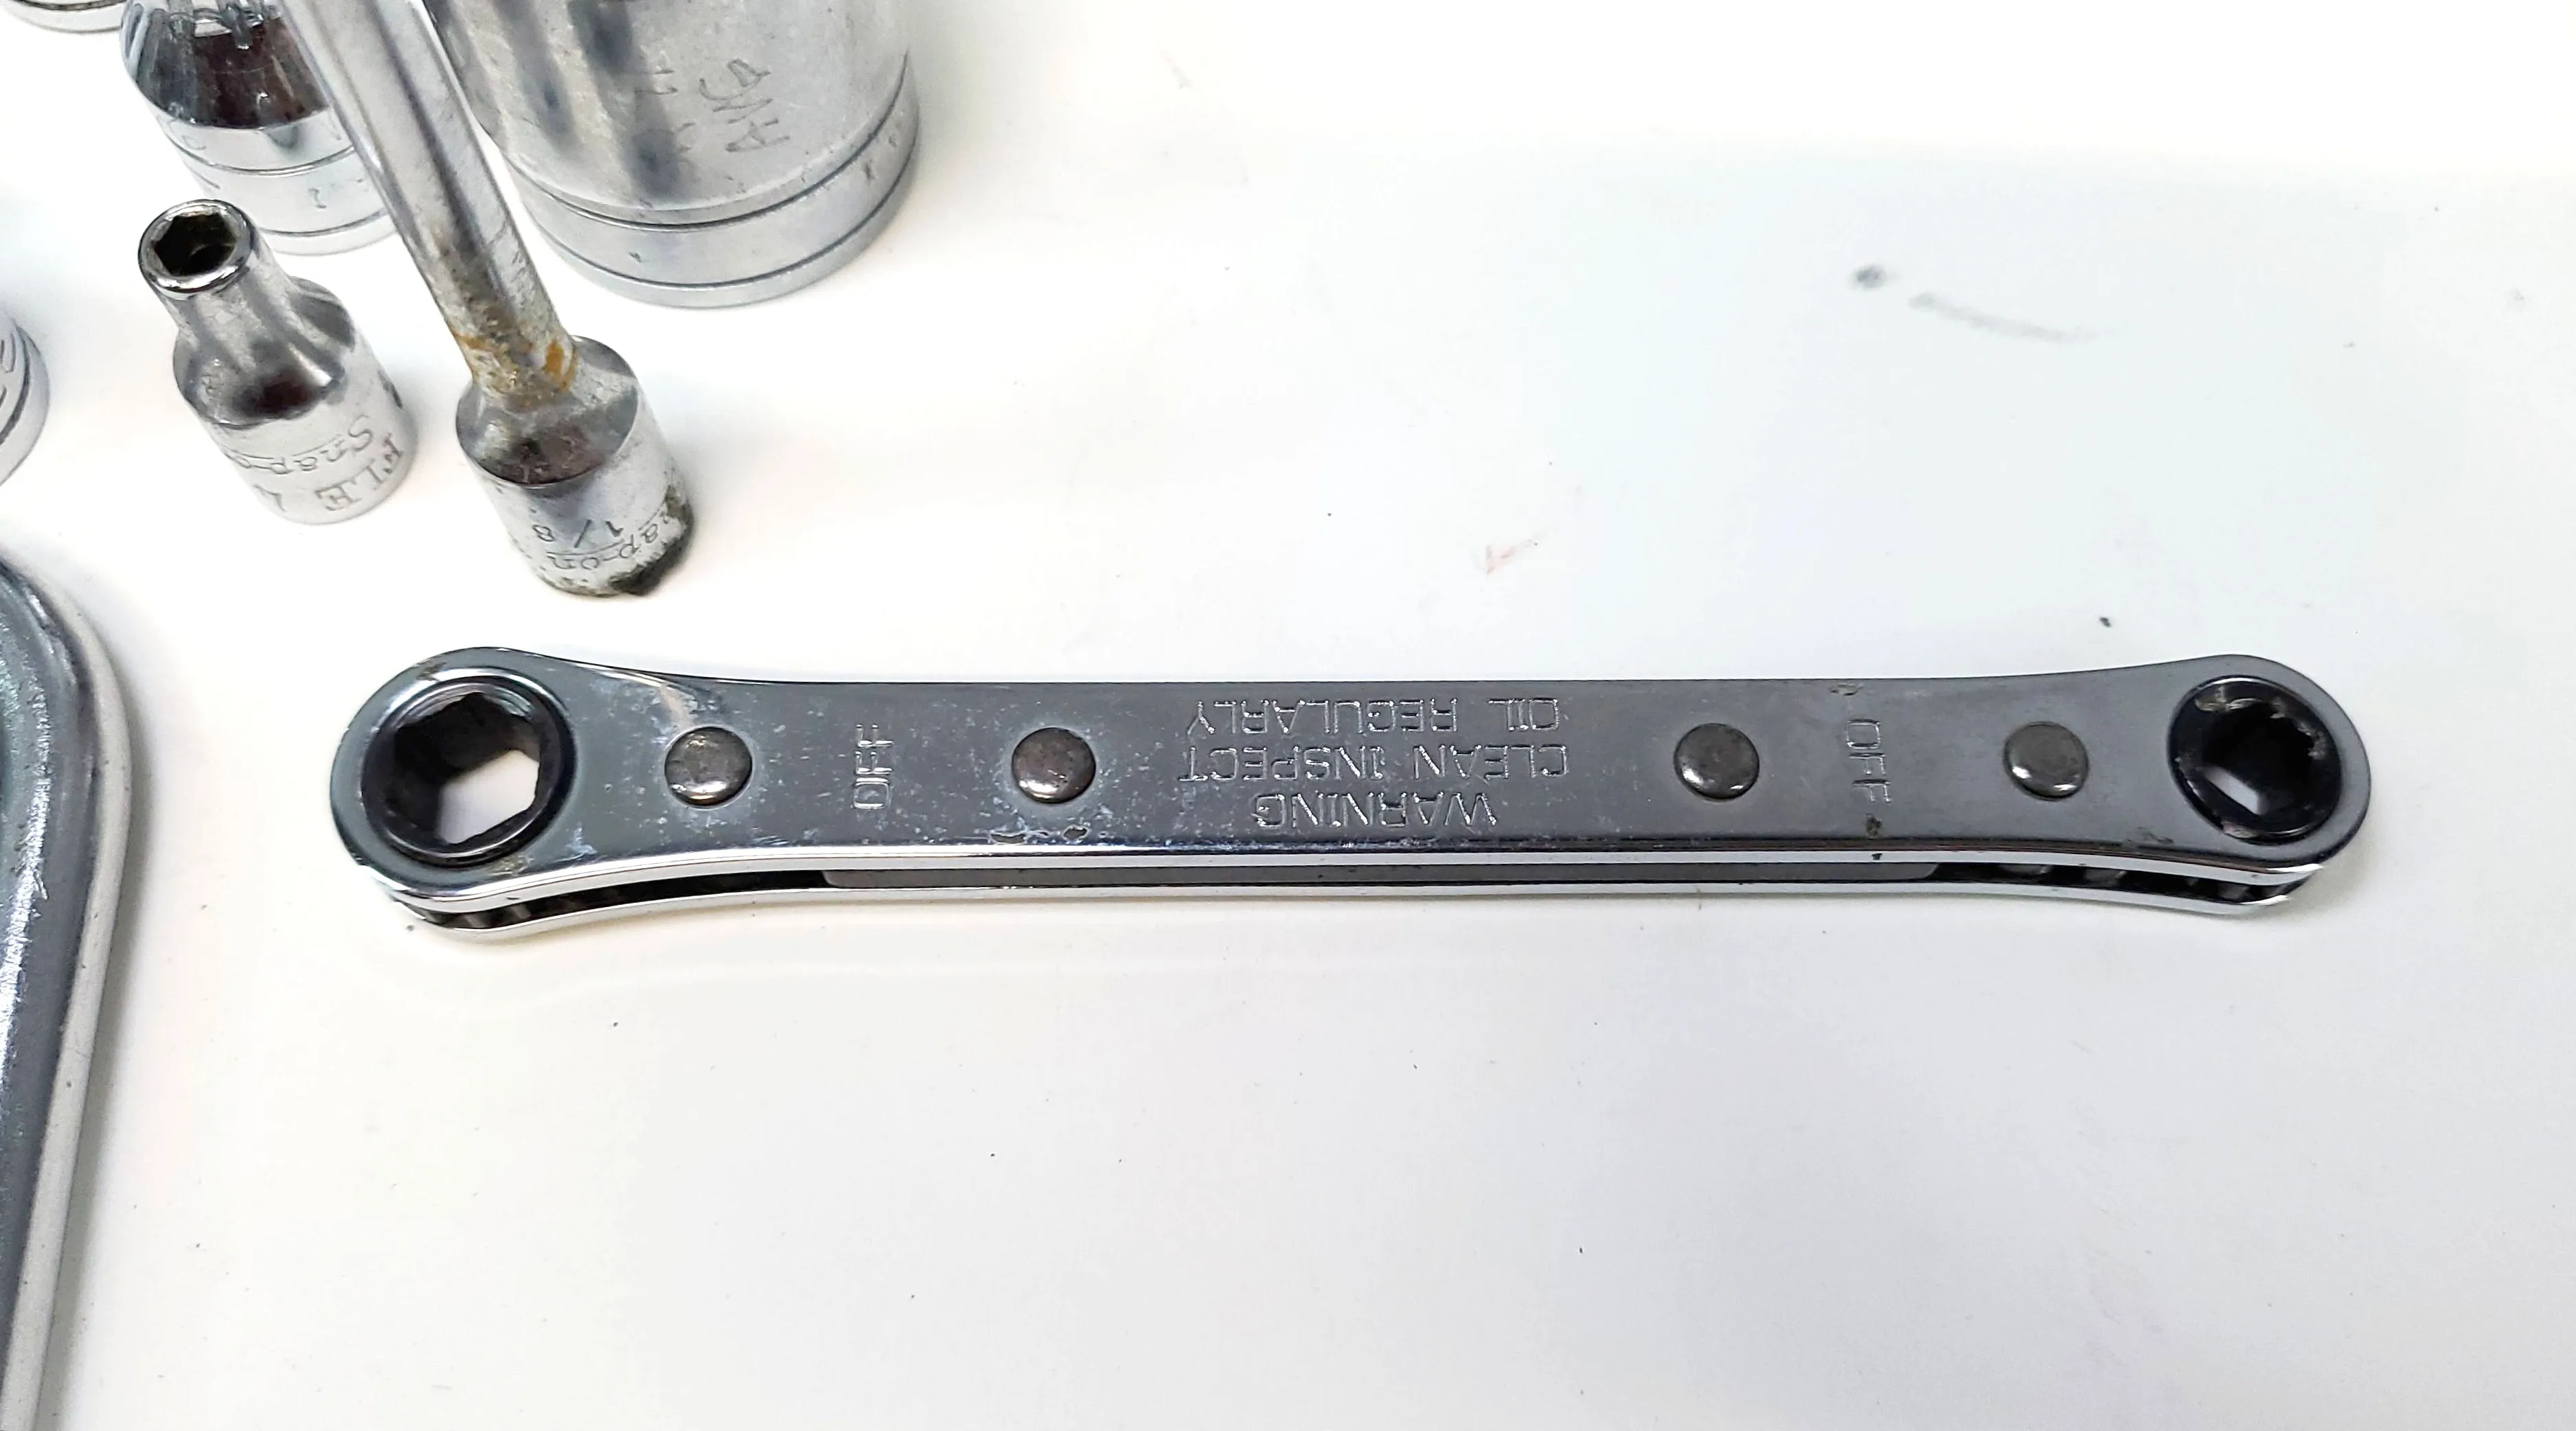 WARNING
CLEAN INSPECT
OIL REGULARLY
OFF
OFF
Snap-on
1/8